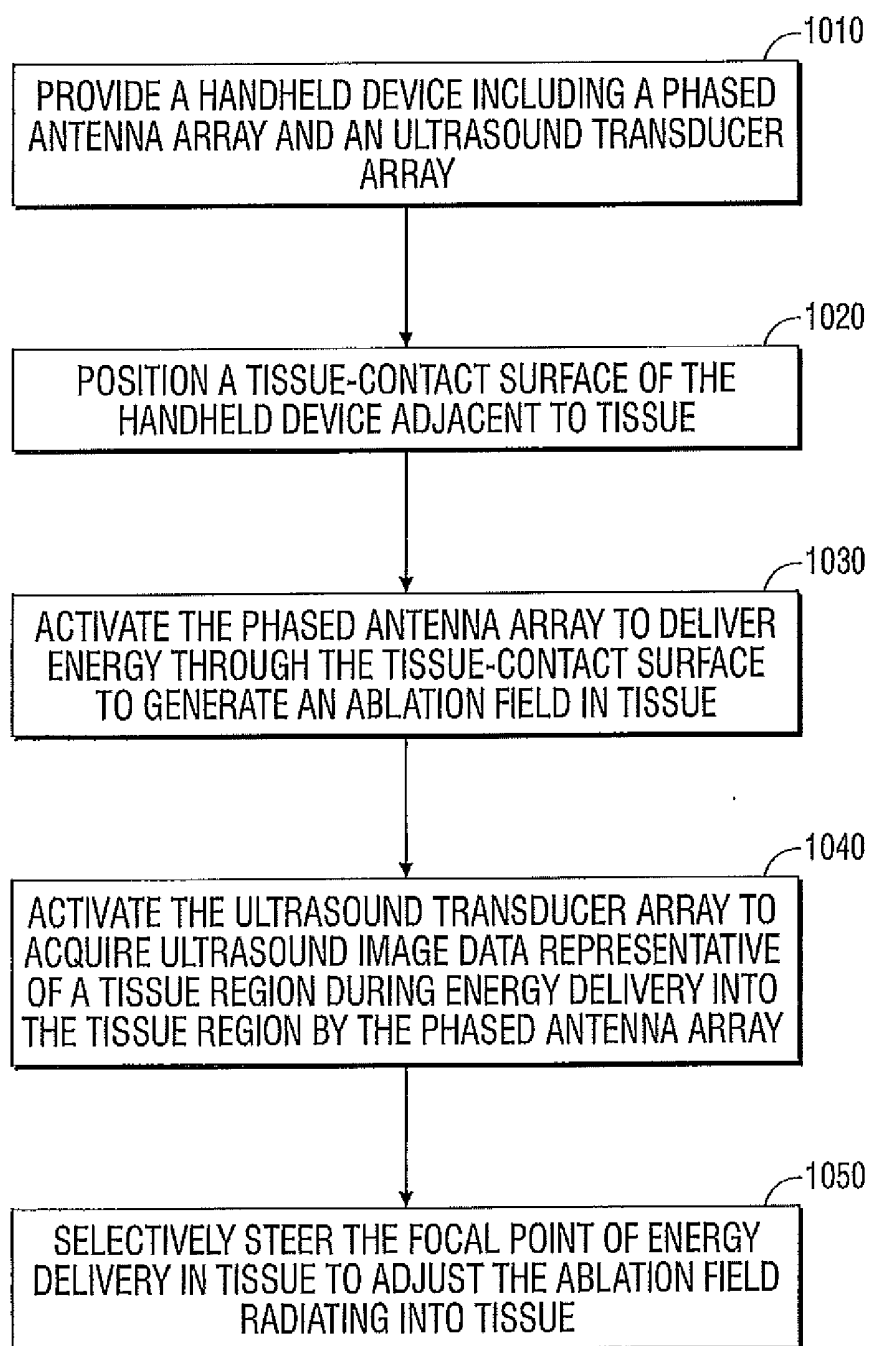 1010
PROVIDE A HANDHELD DEVICE INCLUDING A PHASED
ANTENNA ARRAY AND AN ULTRASOUND TRANSDUCER
ARRAY
1020
POSITION A TISSUE-CONTACT SURFACE OF THE
HANDHELD DEVICE ADJACENT TO TISSUE
1030
ACTIVATE THE PHASED ANTENNA ARRAY TO DELIVER
ENERGY THROUGH THE TISSUE-CONTACT SURFACE
TO GENERATE AN ABLATION FIELD IN TISSUE
1040
ACTIVATE THE ULTRASOUND TRANSDUCER ARRAY TO
ACQUIRE ULTRASOUND IMAGE DATA REPRESENTATIVE
OF A TISSUE REGION DURING ENERGY DELIVERY INTO
THE TISSUE REGION BY THE PHASED ANTENNA ARRAY
1050
SELECTIVELY STEER THE FOCAL POINT OF ENERGY
DELIVERY IN TISSUE TO ADJUST THE ABLATION FIELD
RADIATING INTO TISSUE